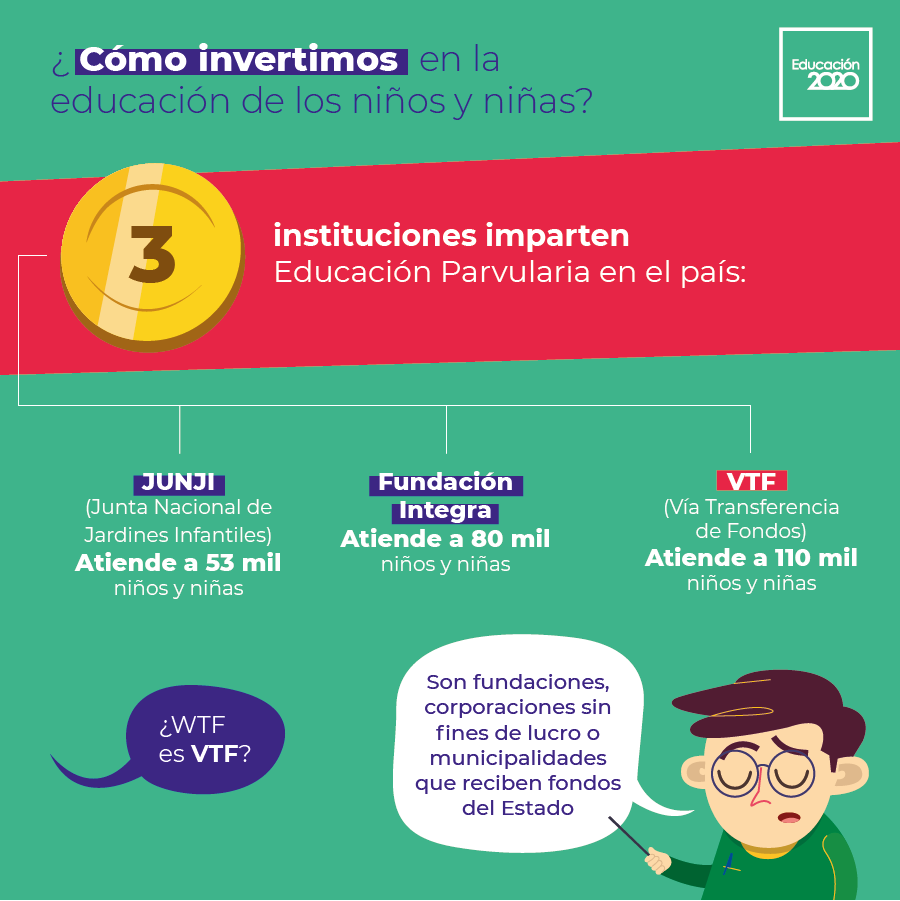 ¿Cómo invertimos en la
educación de los niños y niñas?
Educación
2020
3
instituciones imparten
Educación Parvularia en el país:
JUNJI
(Junta Nacional de
Jardines Infantiles)
Atiende a 53 mil
niños y niñas
Fundación
Integra
Atiende a 80 mil
niños y niñas
VTF
(Vía Transferencia
de Fondos)
Atiende a 110 mil
niños y niñas
¿WTF
es VTF?
Son fundaciones,
corporaciones sin
fines de lucro o
municipalidades
que reciben fondos
del Estado